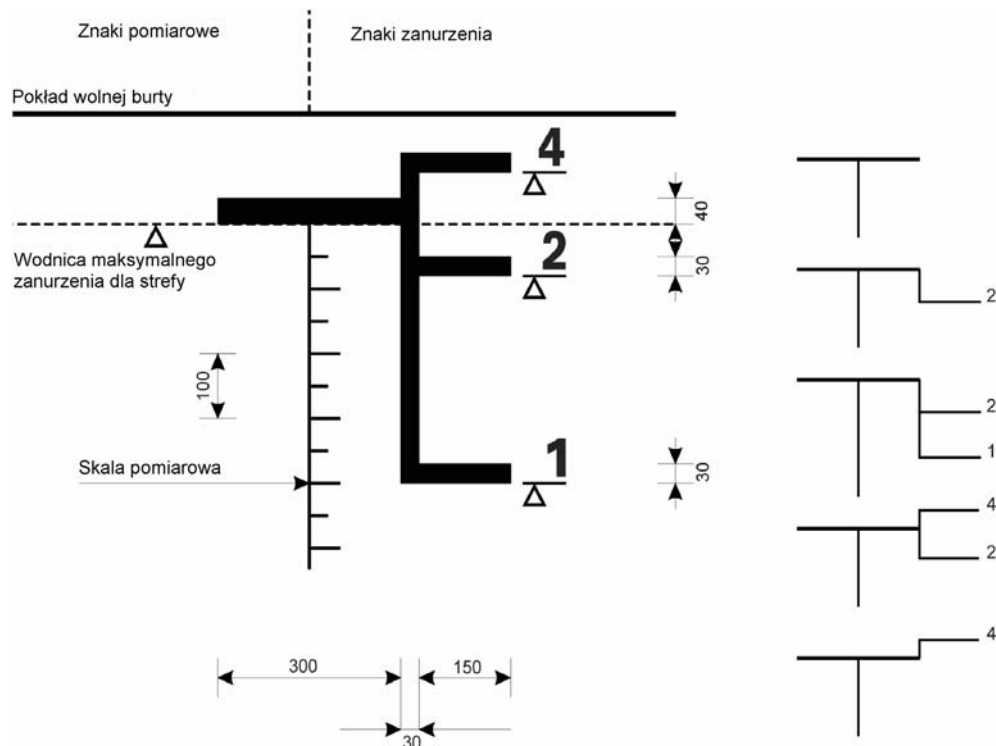 Znaki pomiarowe
Znaki zanurzenia
Pokład wolnej burty
4
40
Wodnica maksymalnego
zanurzenia dla strefy
2
30
100
Skala pomiarowa
1
30
300
150
30
2
2
1
4
2
4